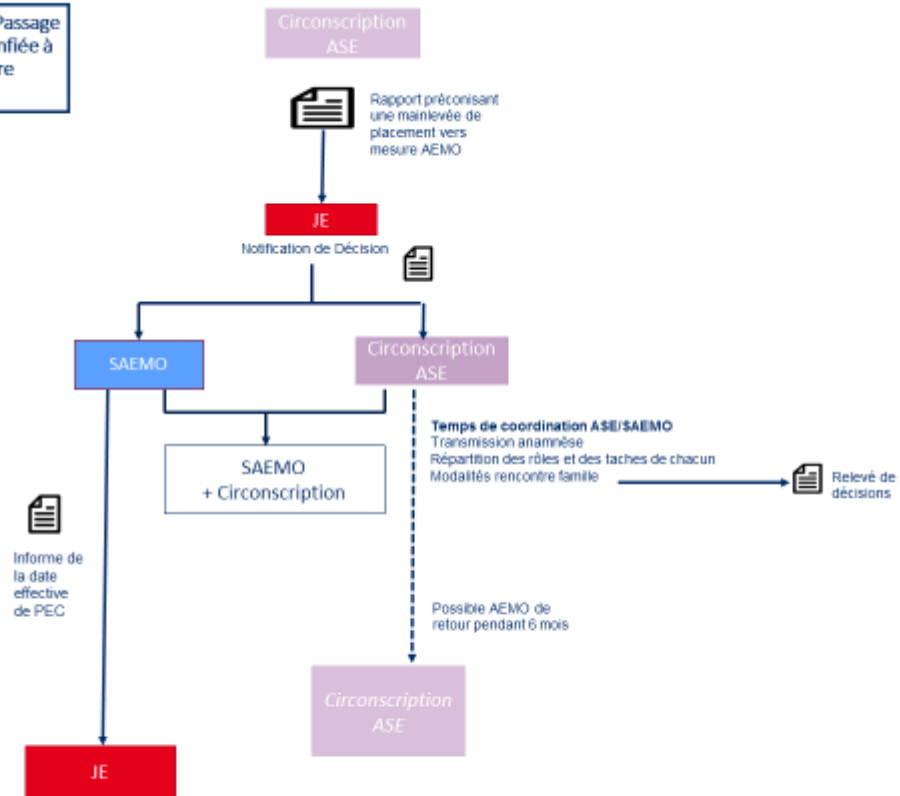 Passage
nfiée à
re
Circonscription
ASE
Rapport préconisant
une mainlevée de
placement vers
mesure AEMO
JE
Notification de Décision
SAEMO
Circonscription
ASE
Temps de coordination ASE/SAEMO
Transmission anamnèse
Répartition des rôles et des taches de chacun
Modalités rencontre famille
Relevé de
décisions
SAEMO
+ Circonscription
Informe de
la date
effective
de PEC
Possible AEMO de
retour pendant 6 mois
Circonscription
ASE
JE